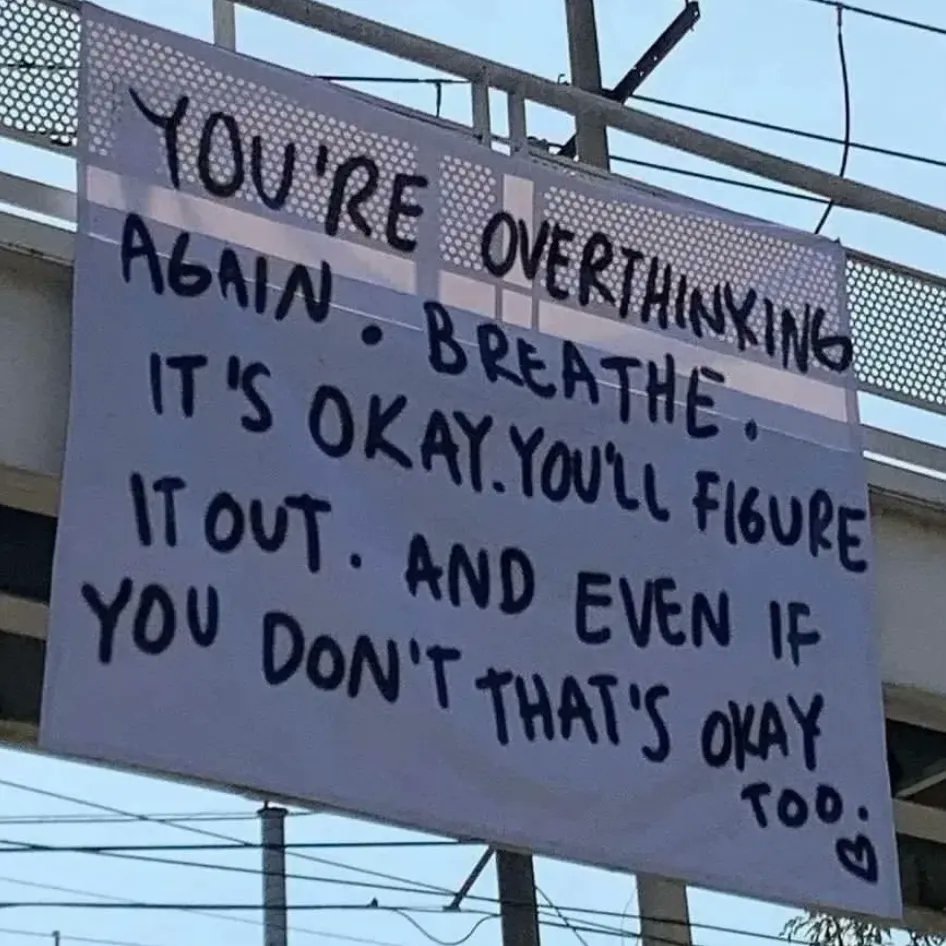 YOU'RE OVERTHINKING
AGAIN. BREATHE.
IT'S OKAY. YOU'LL FIGURE
IT OUT. AND EVEN IF
YOU DON'T THAT'S OKAY
TOO.